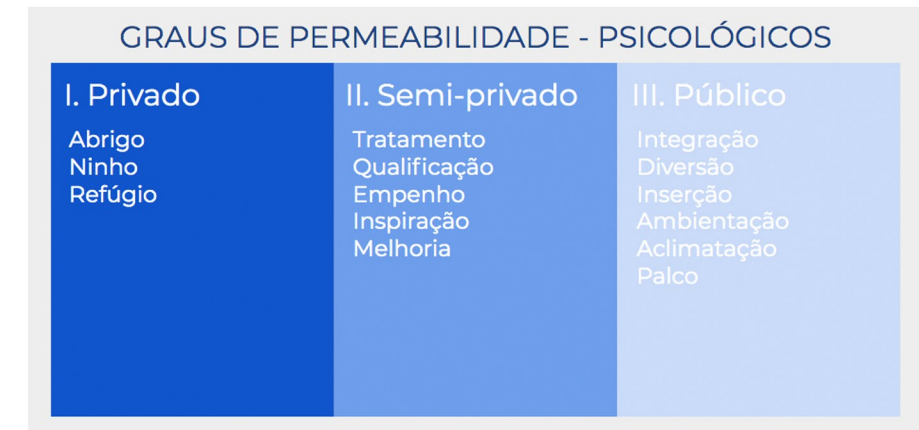 GRAUS DE PERMEABILIDADE - PSICOLÓGICOS
I. Privado
Abrigo
Ninho
Refúgio
II. Semi-privado
Tratamento
Qualificação
Empenho
Inspiração
Melhoria
III. Público
Integração
Diversão
Inserção
Ambientação
Aclimatação
Palco